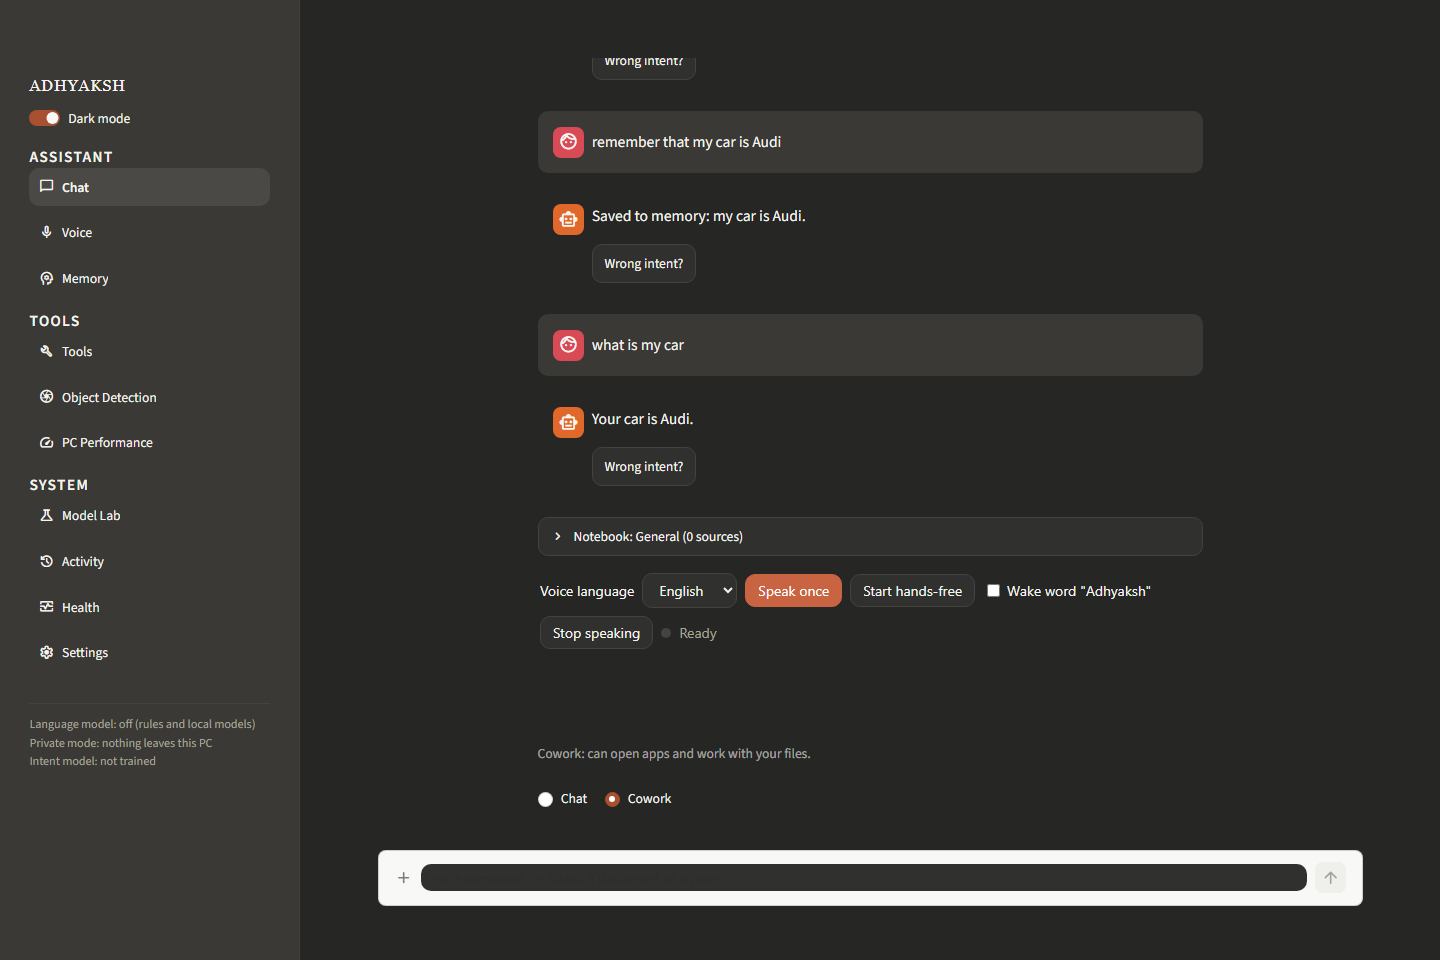 ADHYAKSH
Dark mode
ASSISTANT
Chat
Voice
Memory
TOOLS
Tools
Object Detection
PC Performance
SYSTEM
Model Lab
Activity
Health
Settings
Language model: off (rules and local models)
Private mode: nothing leaves this PC
Intent model: not trained
Wrong intent?
remember that my car is Audi
Saved to memory: my car is Audi.
Wrong intent?
what is my car
Your car is Audi.
Wrong intent?
Notebook: General (0 sources)
Voice language English Speak once Start hands-free Wake word "Adhyaksh"
Stop speaking Ready
Cowork: can open apps and work with your files.
Chat Cowork